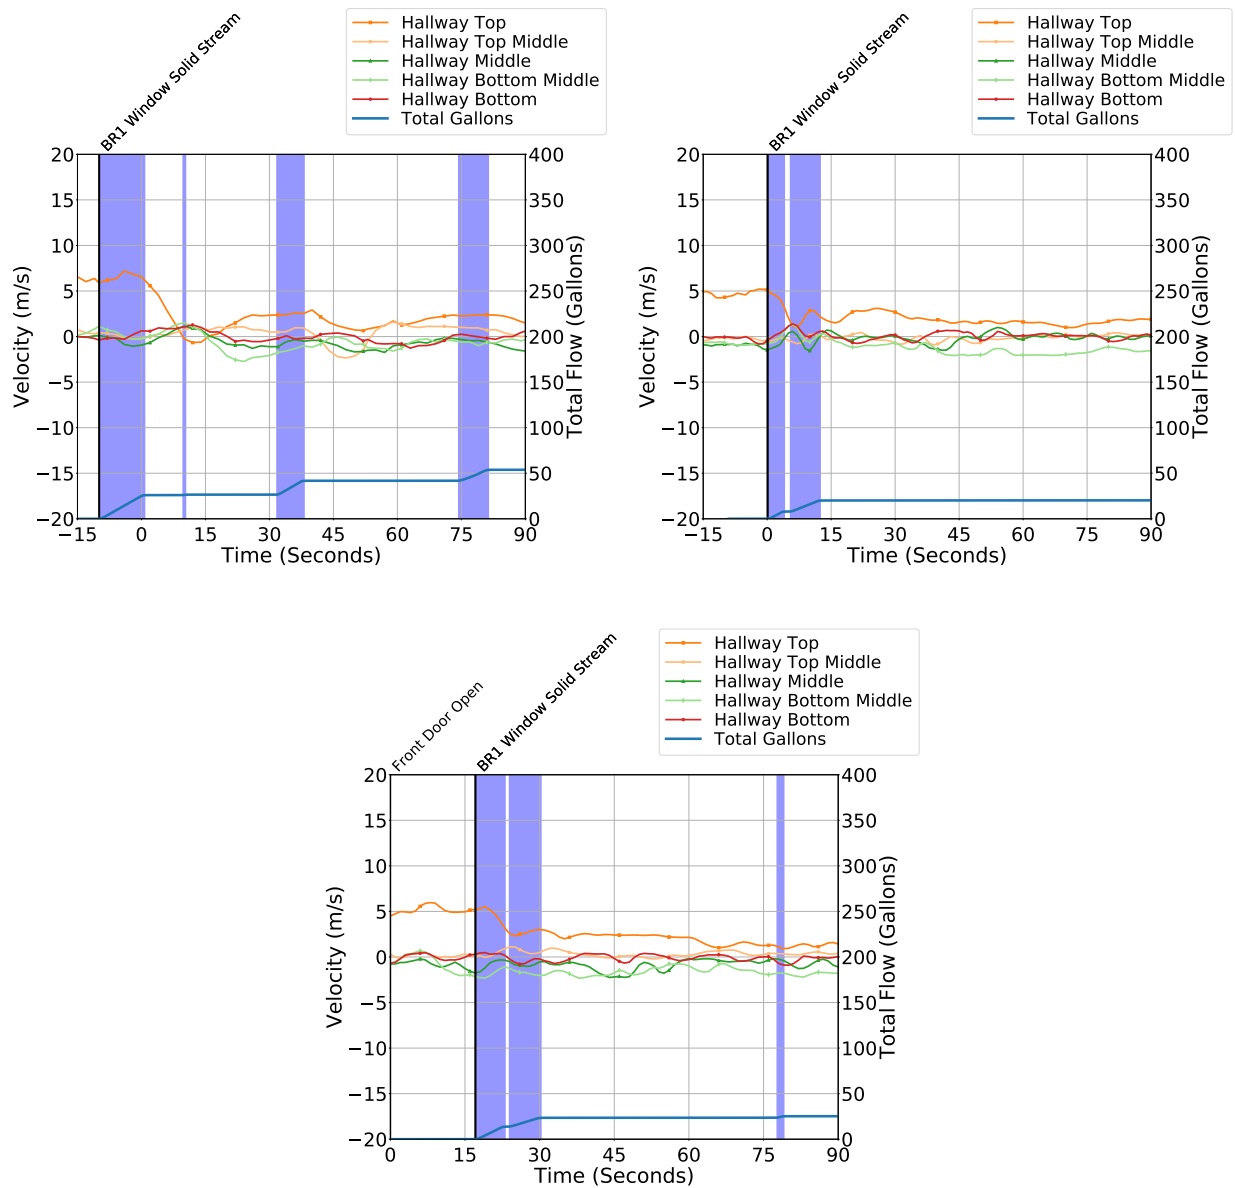 BR1 Window Solid Stream
Hallway Top
Hallway Top Middle
Hallway Middle
Hallway Bottom Middle
Hallway Bottom
Total Gallons
20
15
10
5
0
−5
−10
−15
−20
Velocity (m/s)
400
350
300
250
200
150
100
50
0
Total Flow (Gallons)
−15
0
15
30
45
60
75
90
Time (Seconds)
BR1 Window Solid Stream
Hallway Top
Hallway Top Middle
Hallway Middle
Hallway Bottom Middle
Hallway Bottom
Total Gallons
20
15
10
5
0
−5
−10
−15
−20
Velocity (m/s)
400
350
300
250
200
150
100
50
0
Total Flow (Gallons)
−15
0
15
30
45
60
75
90
Time (Seconds)
Front Door Open
BR1 Window Solid Stream
Hallway Top
Hallway Top Middle
Hallway Middle
Hallway Bottom Middle
Hallway Bottom
Total Gallons
20
15
10
5
0
−5
−10
−15
−20
Velocity (m/s)
400
350
300
250
200
150
100
50
0
Total Flow (Gallons)
0
15
30
45
60
75
90
Time (Seconds)